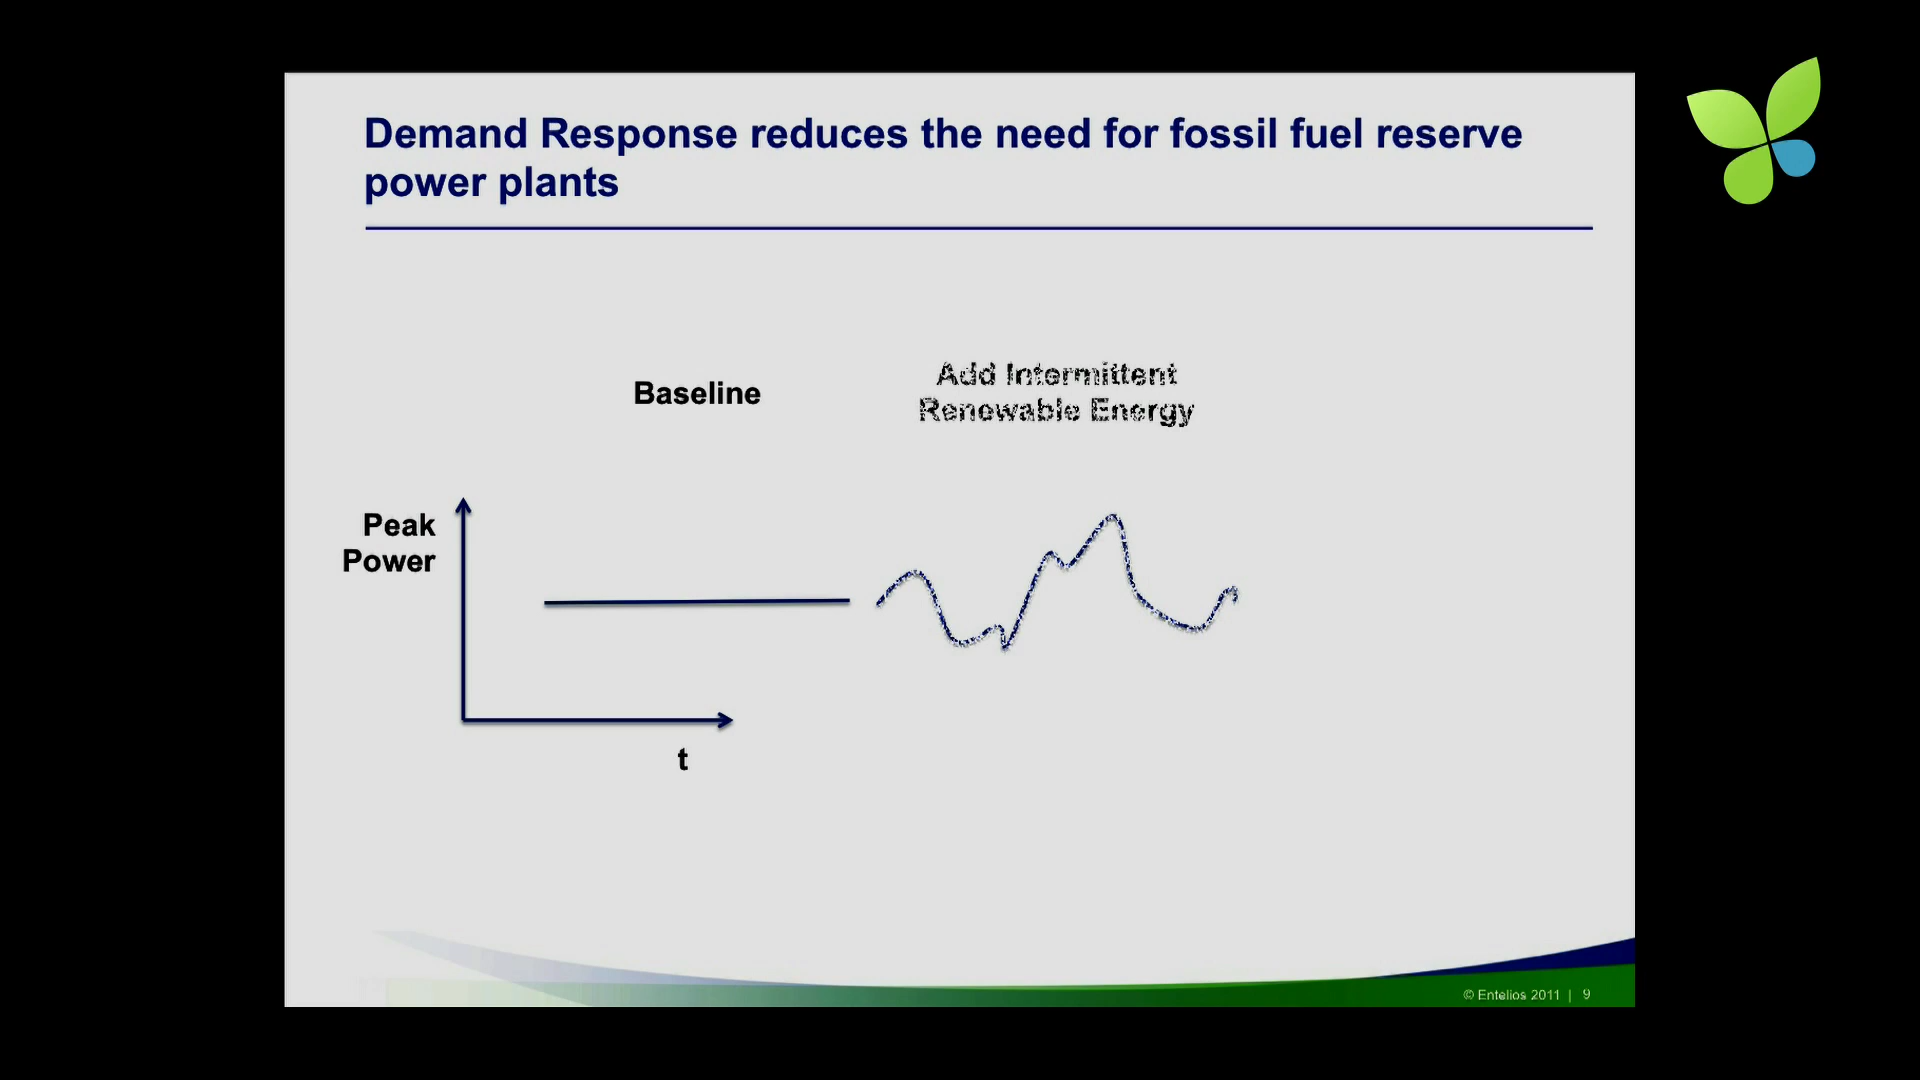 Demand Response reduces the need for fossil fuel reserve
power plants
Baseline
Add Intermittent
Renewable Energy
Peak
Power
t
© Entelios 2011 | 9